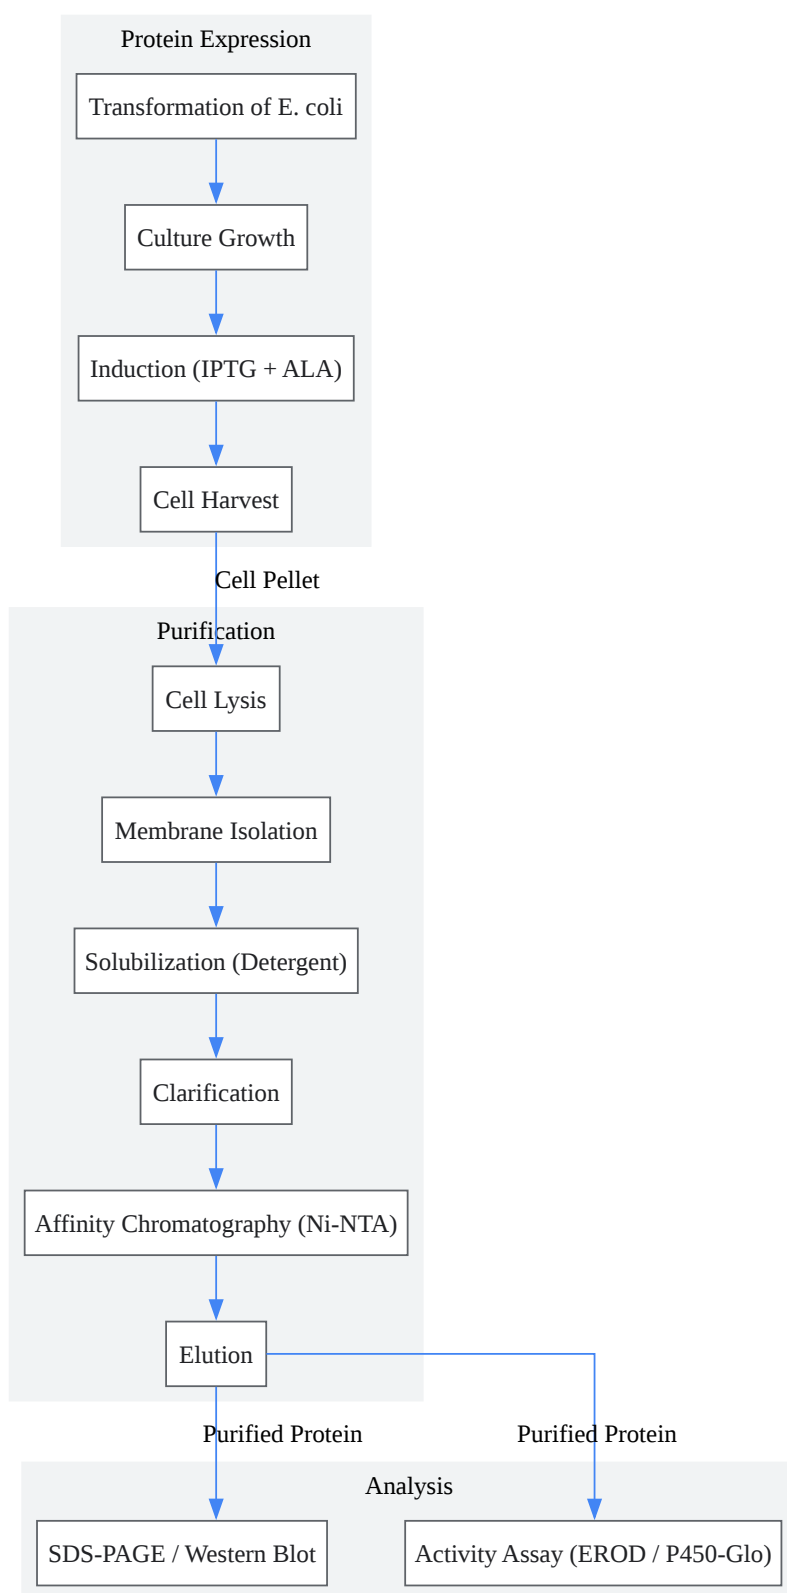 Protein Expression
Transformation of E. coli
Culture Growth
Induction (IPTG + ALA)
Cell Harvest
Cell Pellet
Purification
Cell Lysis
Membrane Isolation
Solubilization (Detergent)
Clarification
Affinity Chromatography (Ni-NTA)
Elution
Purified Protein
Purified Protein
Analysis
SDS-PAGE / Western Blot
Activity Assay (EROD / P450-Glo)